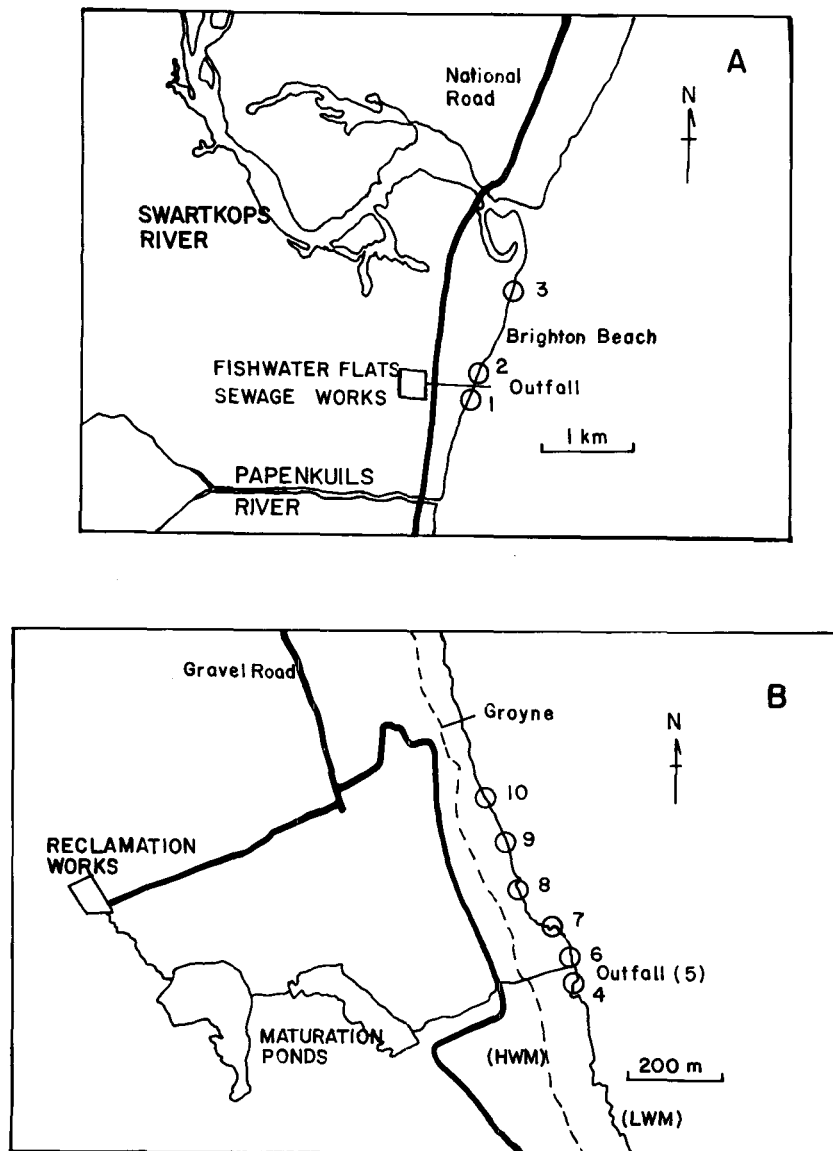 A
National
Road
N
SWARTKOPS
RIVER
3
Brighton Beach
2
FISHWATER FLATS
SEWAGE WORKS
Outfall
1
1 km
PAPENKUILS
RIVER
B
Gravel Road
Groyne
N
10
9
RECLAMATION
WORKS
8
7
6
Outfall (5)
4
MATURATION
PONDS
(HWM)
200 m
(LWM)